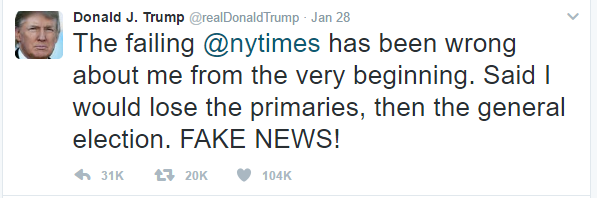 Donald J. Trump @realDonaldTrump · Jan 28
The failing @nytimes has been wrong
about me from the very beginning. Said I
would lose the primaries, then the general
election. FAKE NEWS!
31K 20K 104K